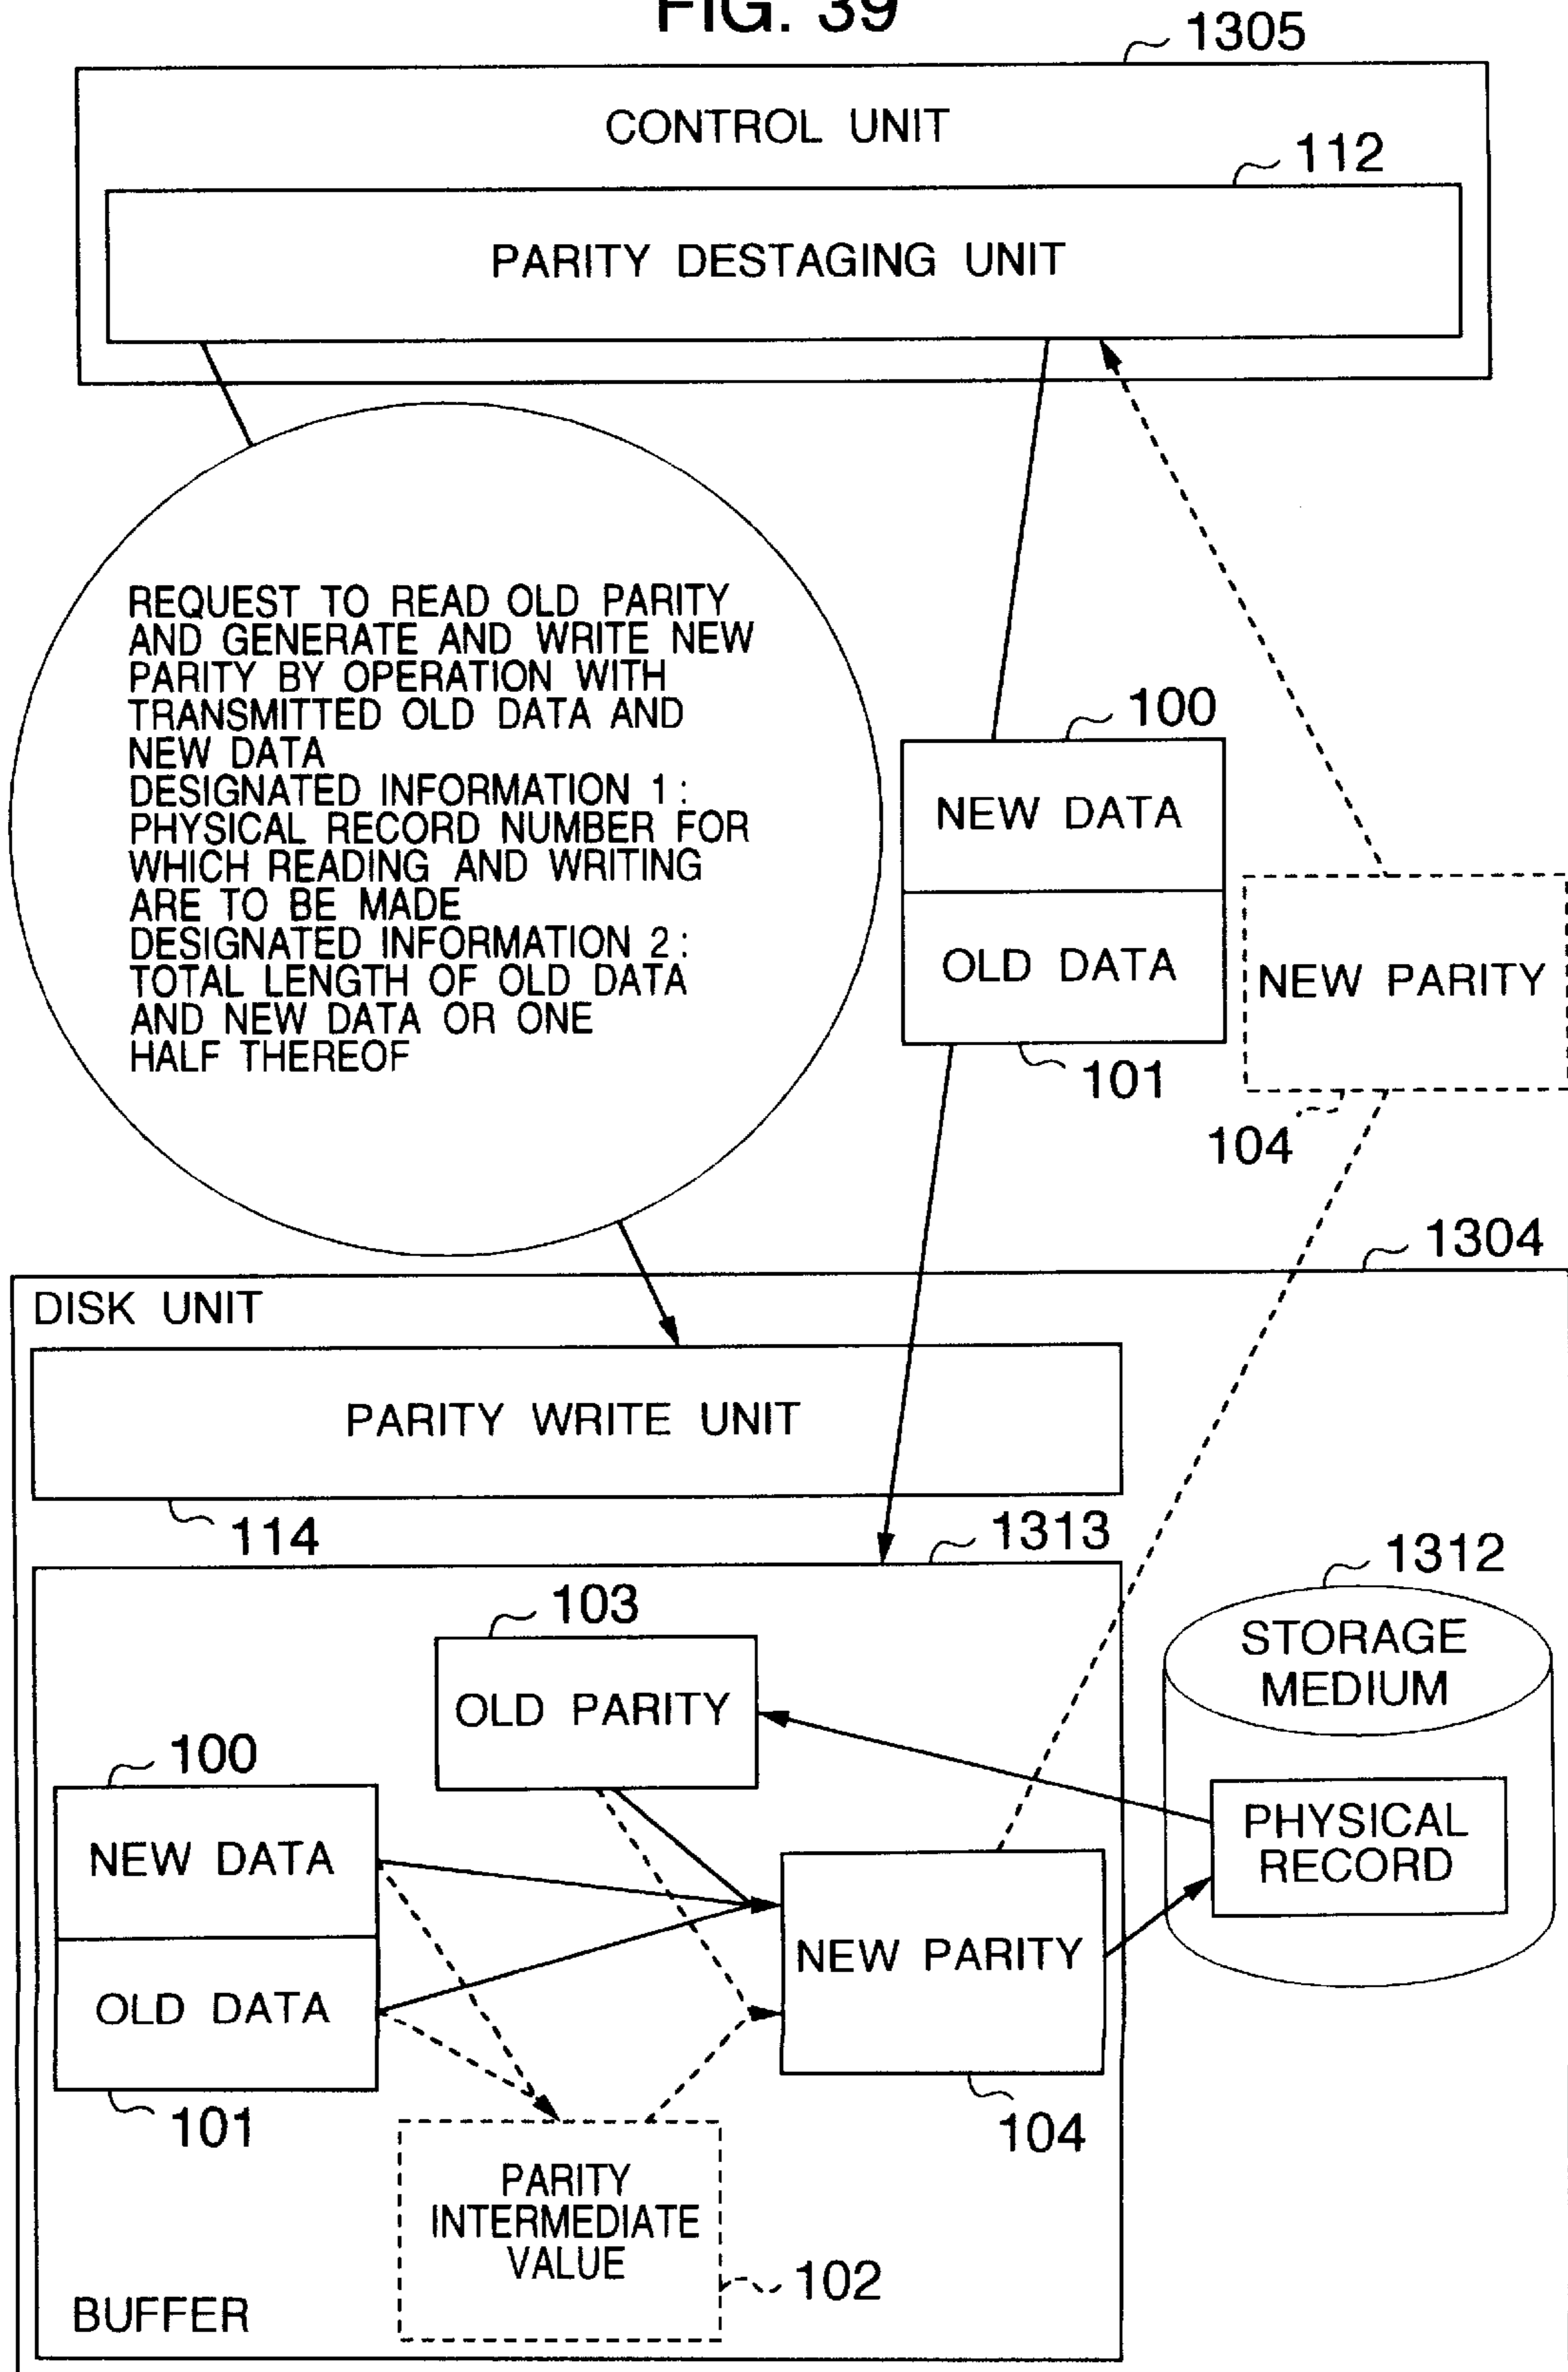 FIG. 39
1305
CONTROL UNIT
112
PARITY DESTAGING UNIT
REQUEST TO READ OLD PARITY
AND GENERATE AND WRITE NEW
PARITY BY OPERATION WITH
TRANSMITTED OLD DATA AND
NEW DATA
DESIGNATED INFORMATION 1 :
PHYSICAL RECORD NUMBER FOR
WHICH READING AND WRITING
ARE TO BE MADE
DESIGNATED INFORMATION 2 :
TOTAL LENGTH OF OLD DATA
AND NEW DATA OR ONE
HALF THEREOF
100
NEW DATA
OLD DATA
101
NEW PARITY
104
1304
DISK UNIT
PARITY WRITE UNIT
114
1313
1312
103
STORAGE
MEDIUM
OLD PARITY
100
PHYSICAL
RECORD
NEW DATA
NEW PARITY
OLD DATA
101
104
PARITY
INTERMEDIATE
VALUE
102
BUFFER